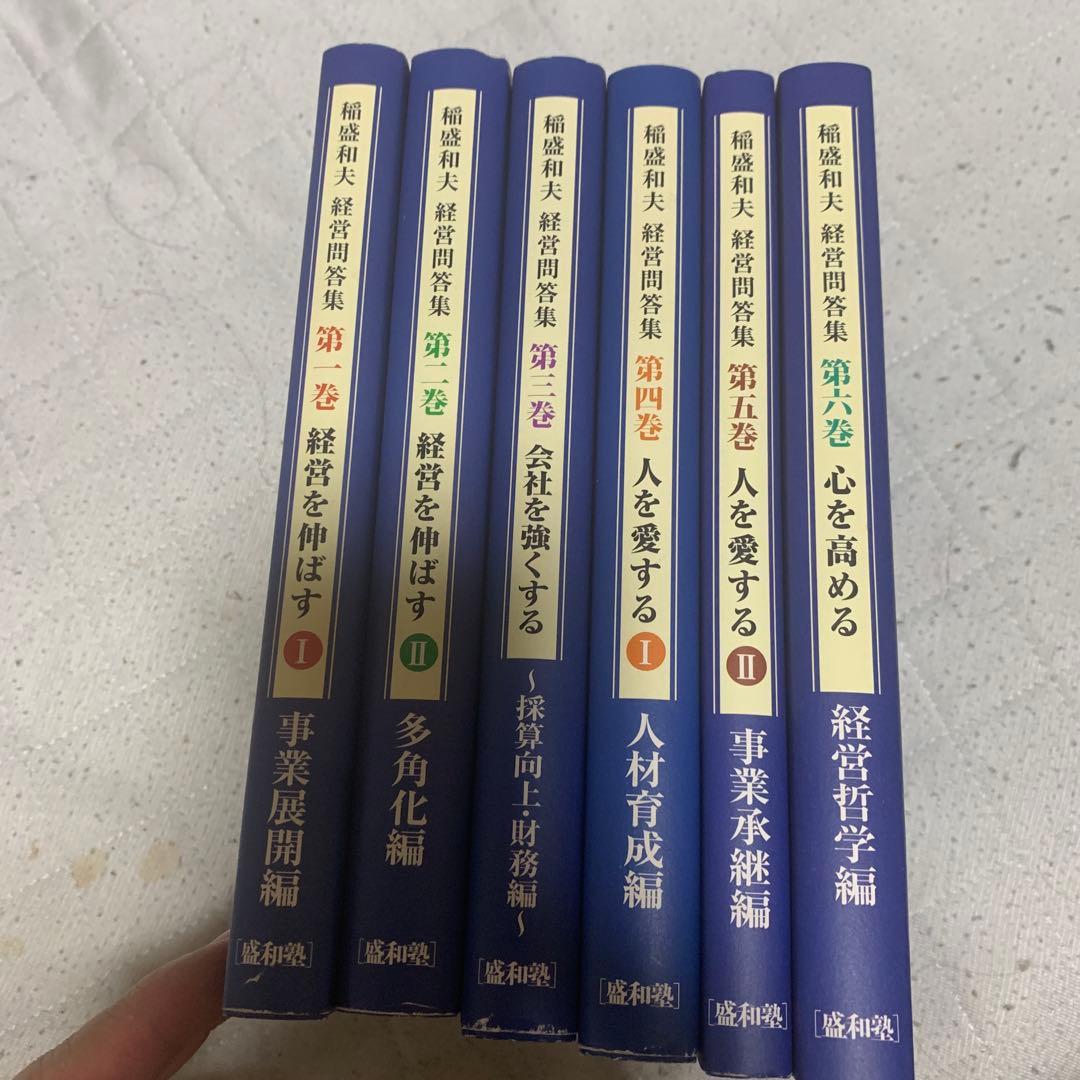 稲盛和夫 経営問答集 第一巻 経営を伸ばす Ⅰ 事業展開編 [盛和塾]
稲盛和夫 経営問答集 第二巻 経営を伸ばす Ⅱ 多角化編 [盛和塾]
稲盛和夫 経営問答集 第三巻 会社を強くする 〜採算向上・財務編〜 [盛和塾]
稲盛和夫 経営問答集 第四巻 人を愛する Ⅰ 人材育成編 [盛和塾]
稲盛和夫 経営問答集 第五巻 人を愛する Ⅱ 事業承継編 [盛和塾]
稲盛和夫 経営問答集 第六巻 心を高める 経営哲学編 [盛和塾]